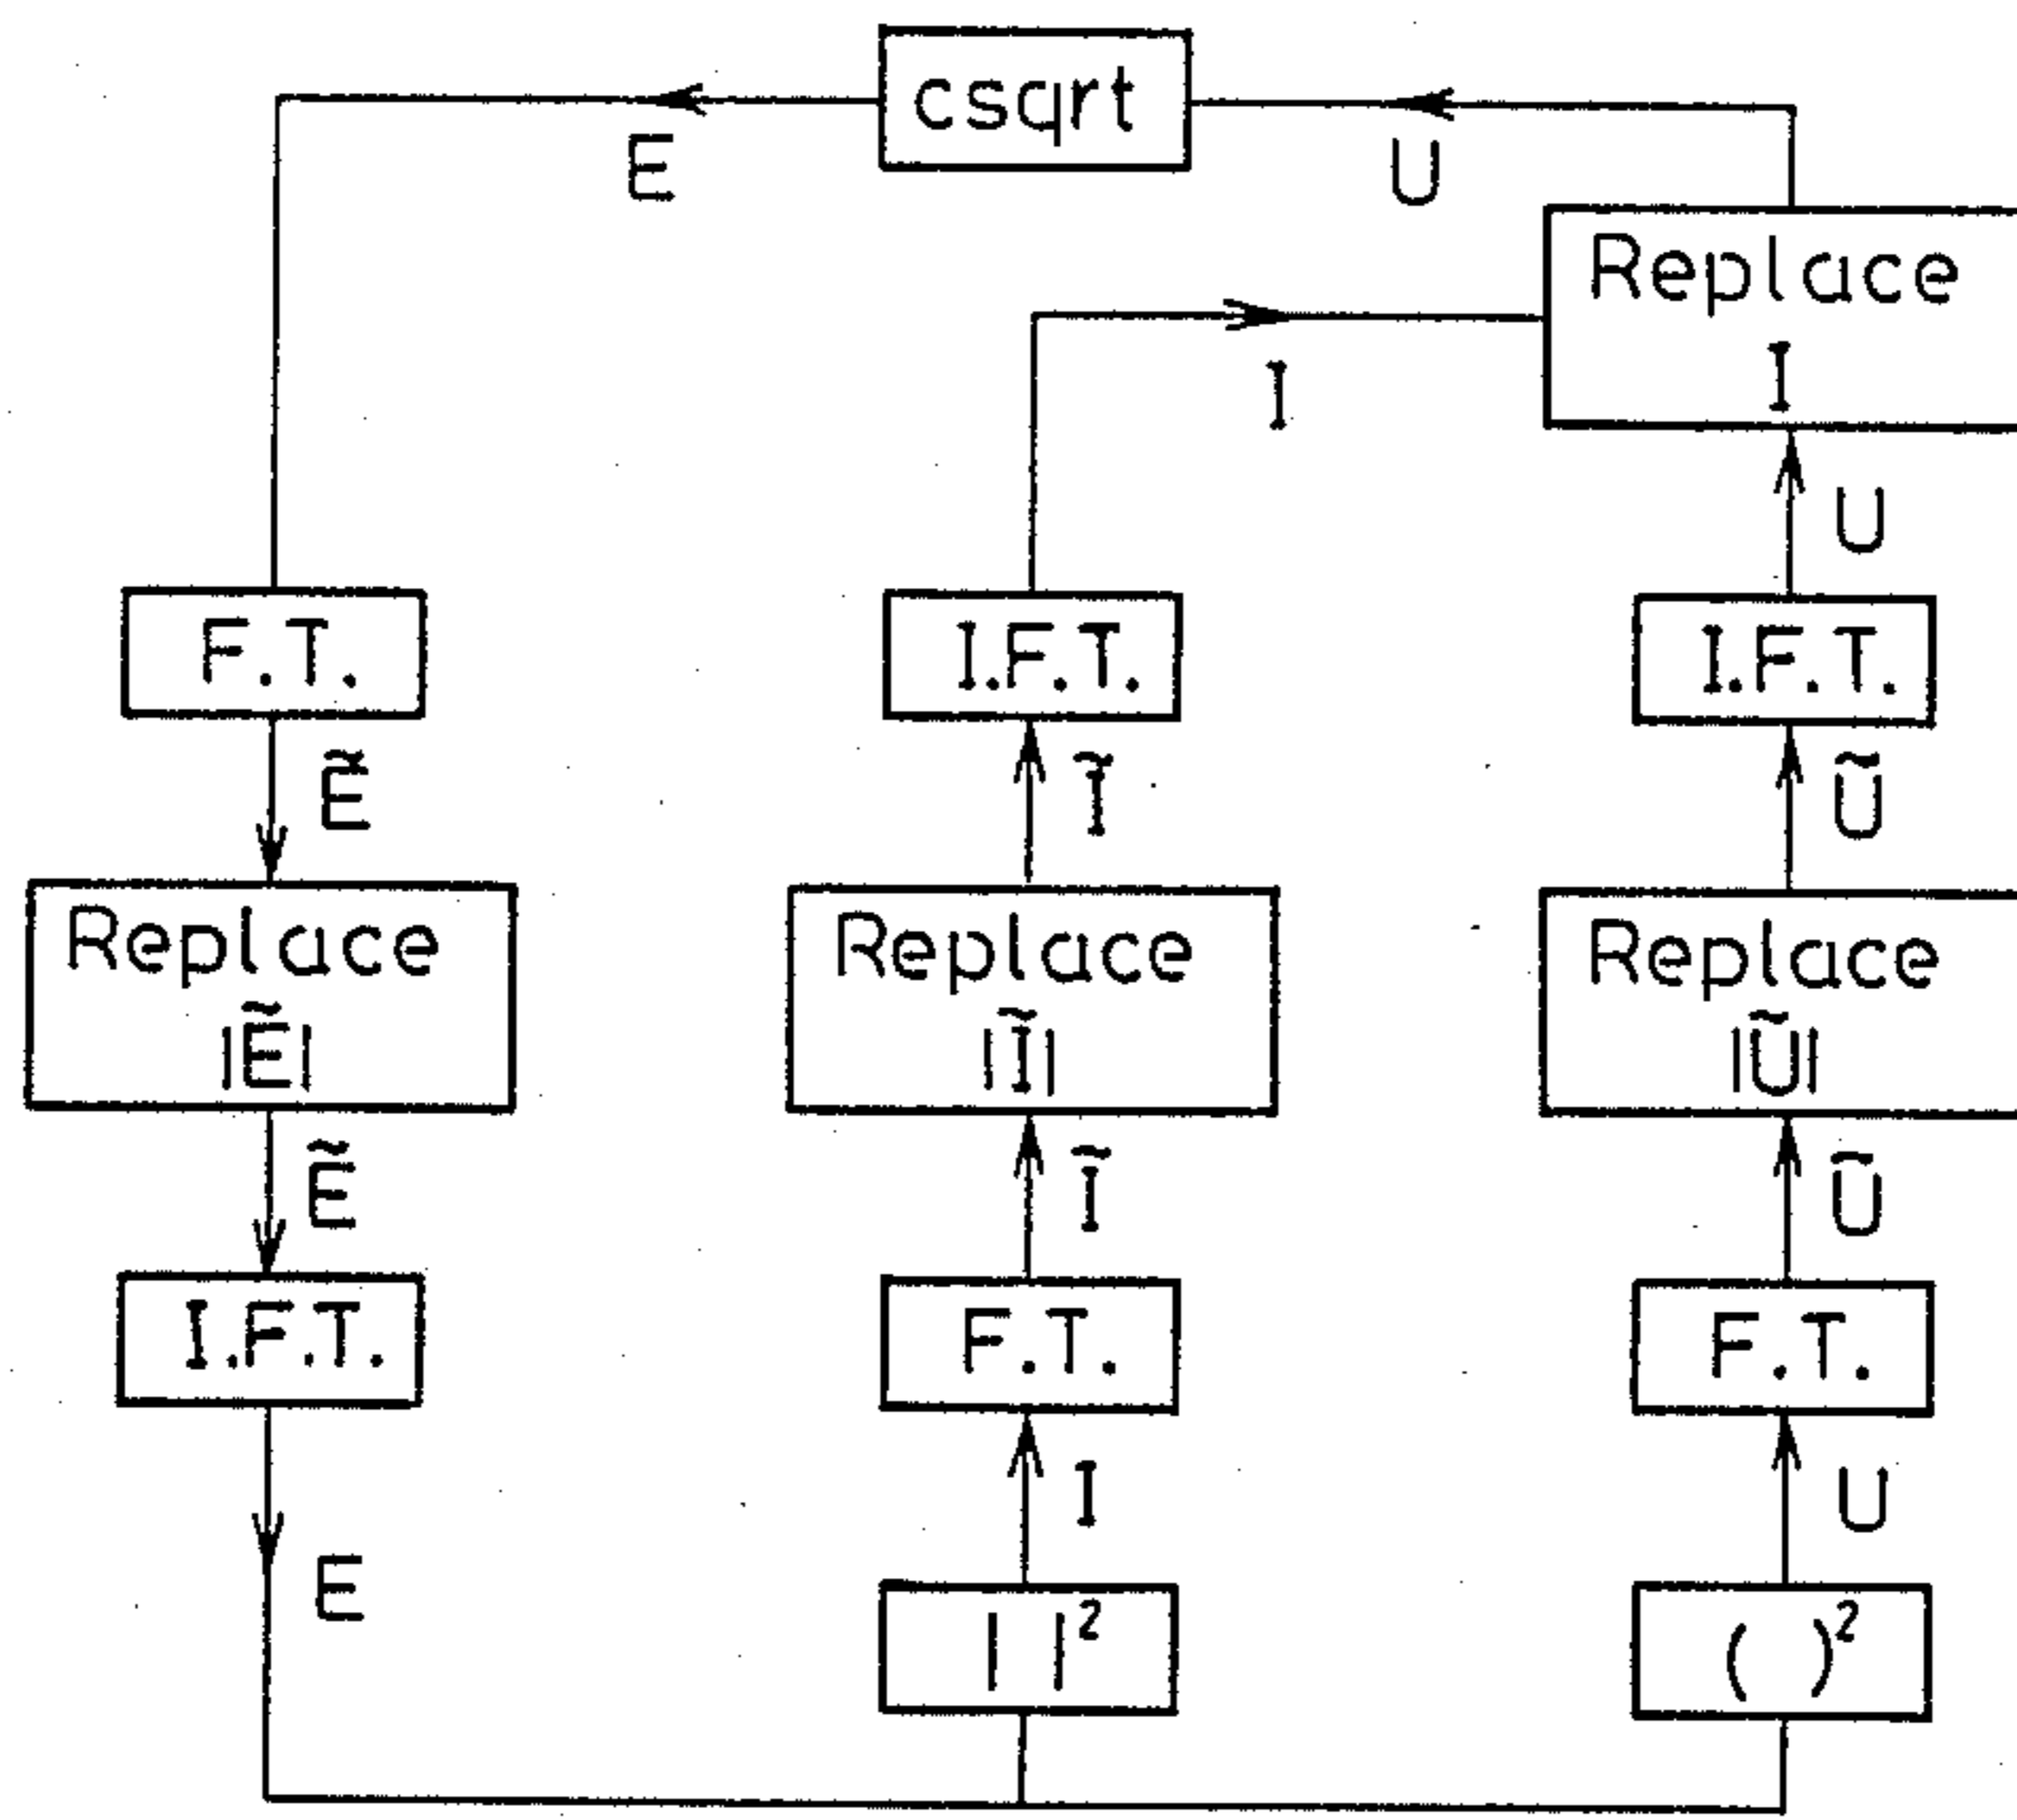 csqrt
E
U
Replace
I
I
U
F.T.
I.F.T.
I.F.T.
Ẽ
Ĩ
Ũ
Replace
|Ẽ|
Replace
|Ĩ|
Replace
|Ũ|
Ẽ
Ĩ
Ũ
I.F.T.
F.T.
F.T.
I
U
E
| |²
( )²